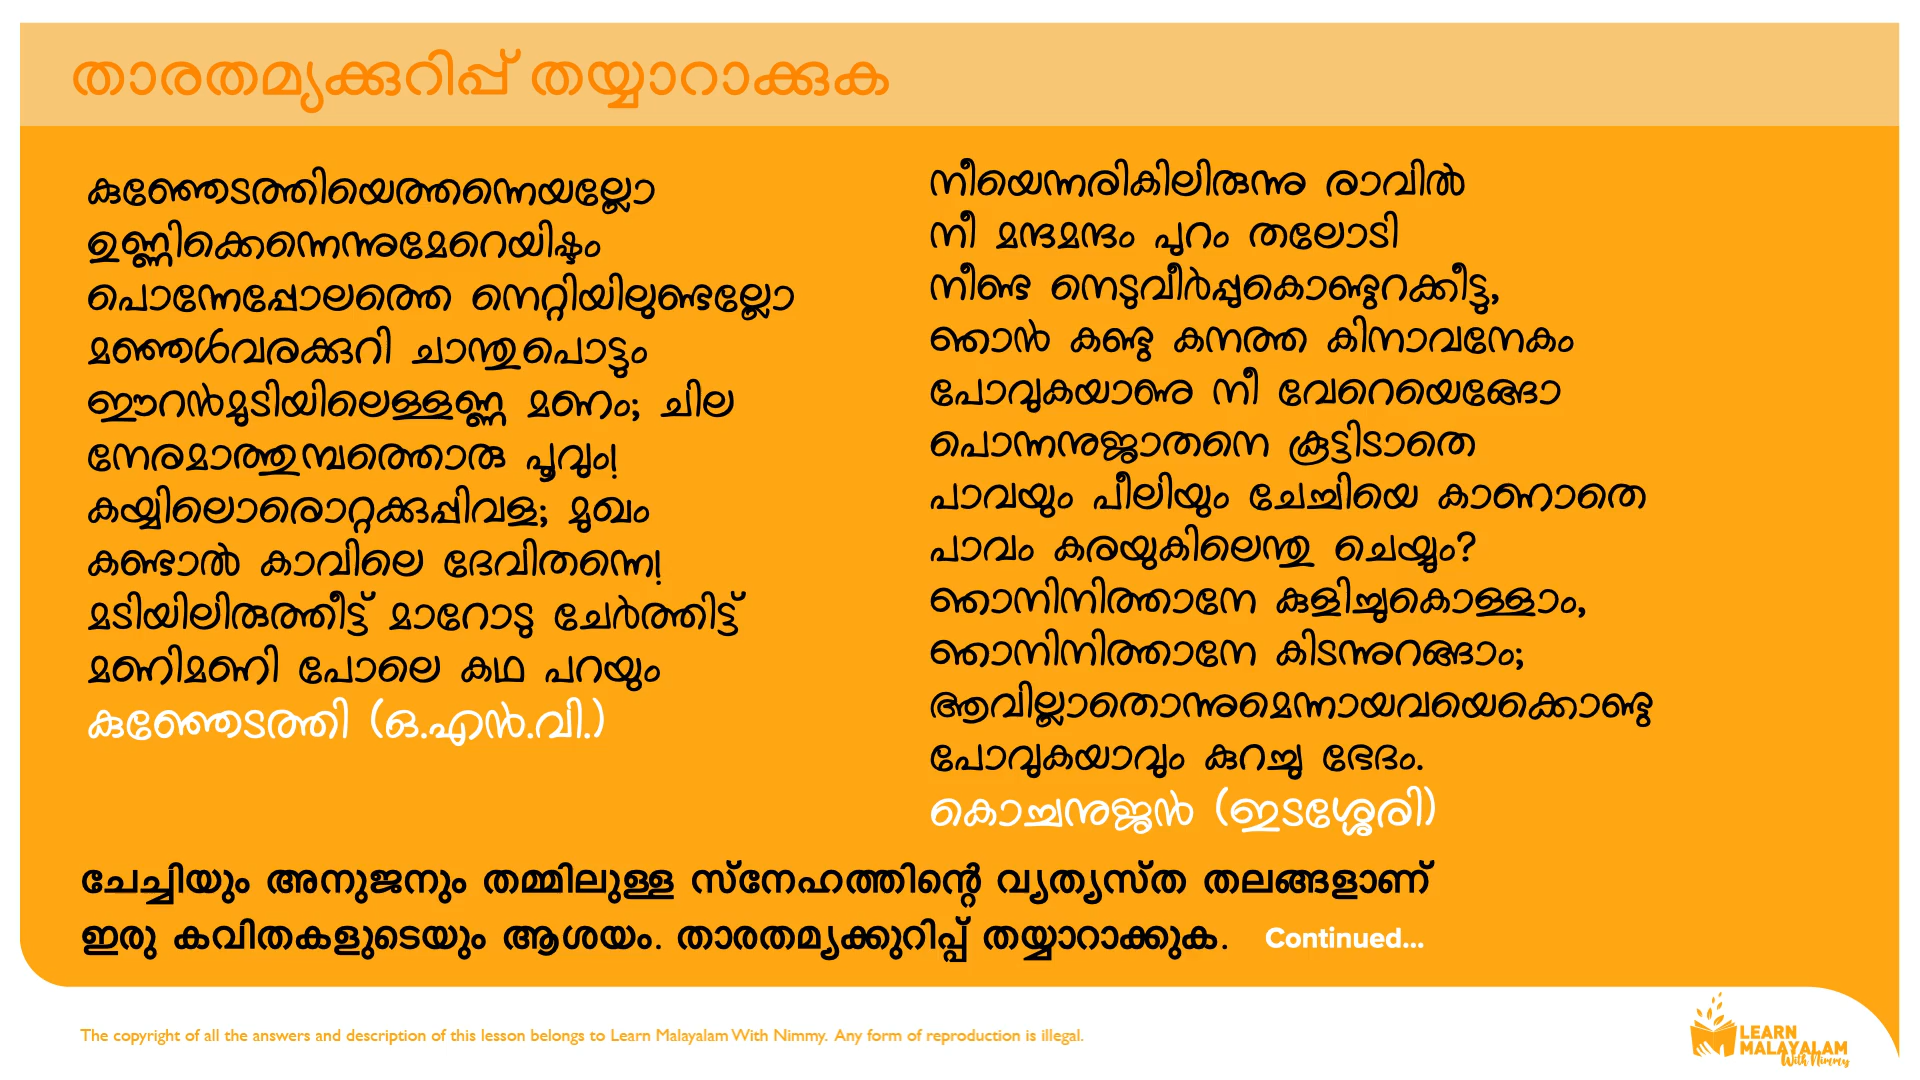 താരതമ്യക്കുറിപ്പ് തയ്യാറാക്കുക
കുഞ്ഞേടത്തിയെത്തന്നെയല്ലോ
ഉണ്ണിക്കെന്നെന്നുമേറെയിഷ്ടം
പൊന്നേപ്പോലത്തെ നെറ്റിയിലുണ്ടല്ലോ
മഞ്ഞൾവരക്കുറി ചാന്തുപൊട്ടും
ഈറൻമുടിയിലെള്ളെണ്ണ മണം; ചില
നേരമാത്തുമ്പത്തൊരു പൂവും!
കയ്യിലൊരൊറ്റക്കുപ്പിവള; മുഖം
കണ്ടാൽ കാവിലെ ദേവിതന്നെ!
മടിയിലിരുത്തീട്ട് മാറോടു ചേർത്തിട്ട്
മണിമണി പോലെ കഥ പറയും
കുഞ്ഞേടത്തി (ഒ.എൻ.വി.)
നീയെന്നരികിലിരുന്നു രാവിൽ
നീ മന്ദമന്ദം പുറം തലോടി
നീണ്ട നെടുവീർപ്പുകൊണ്ടുറക്കീട്ടു,
ഞാൻ കണ്ടു കനത്ത കിനാവനേകം
പോവുകയാണു നീ വേറെയെങ്ങോ
പൊന്നനുജാതനെ കൂട്ടിടാതെ
പാവയും പീലിയും ചേച്ചിയെ കാണാതെ
പാവം കരയുകിലെന്തു ചെയ്യും?
ഞാനിനിത്താനേ കുളിച്ചുകൊള്ളാം,
ഞാനിനിത്താനേ കിടന്നുറങ്ങാം;
ആവില്ലാതൊന്നുമെന്നായവയെക്കൊണ്ടു
പോവുകയാവും കുറച്ചു ഭേദം.
കൊച്ചനുജൻ (ഇടശ്ശേരി)
ചേച്ചിയും അനുജനും തമ്മിലുള്ള സ്നേഹത്തിന്റെ വ്യത്യസ്ത തലങ്ങളാണ്
ഇരു കവിതകളുടെയും ആശയം. താരതമ്യക്കുറിപ്പ് തയ്യാറാക്കുക. Continued...
The copyright of all the answers and description of this lesson belongs to Learn Malayalam With Nimmy. Any form of reproduction is illegal.
LEARN
MALAYALAM
With Nimmy